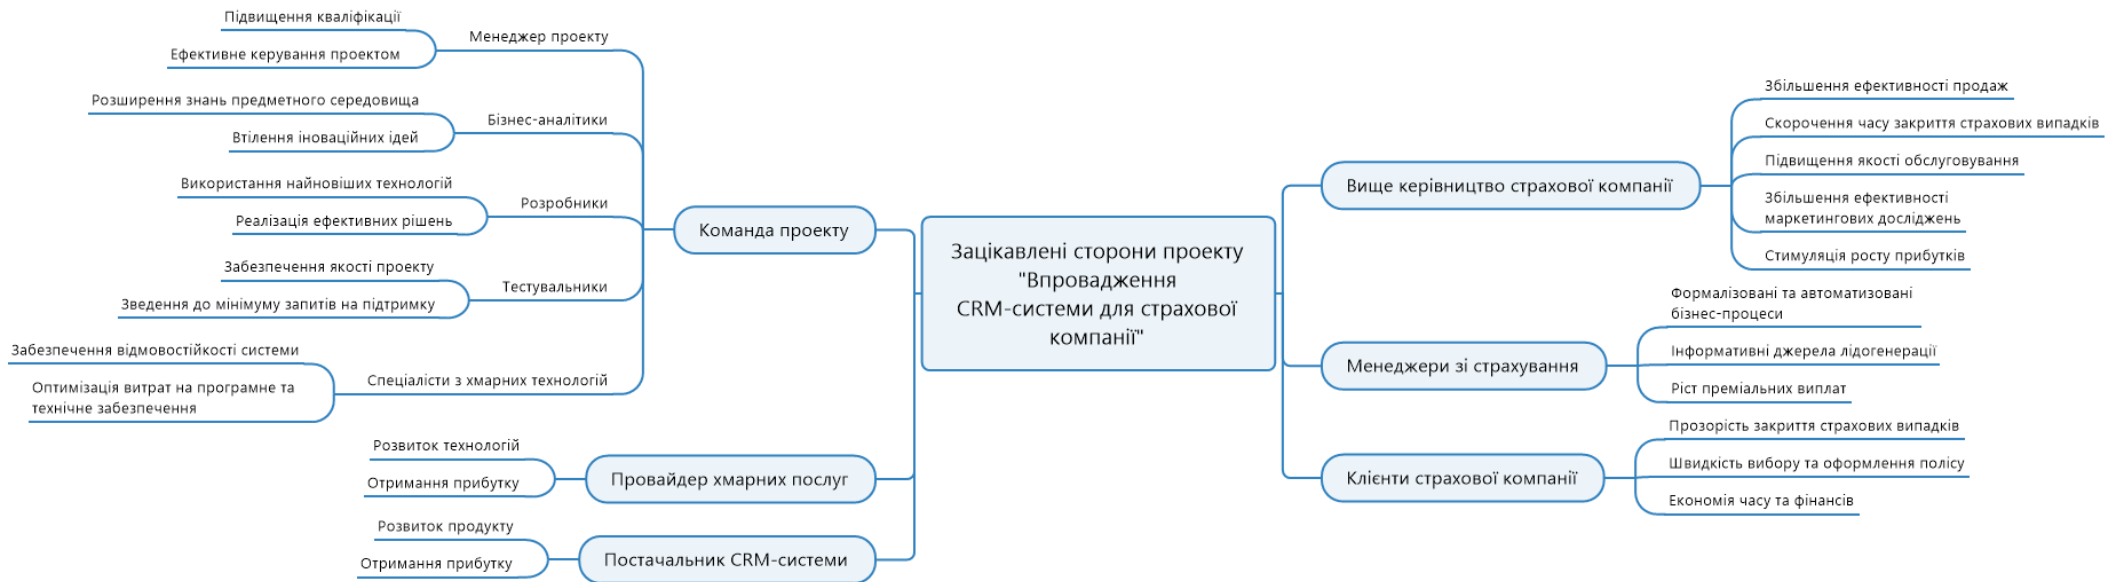 Підвищення кваліфікації
Ефективне керування проектом
Менеджер проекту
Розширення знань предметного середовища
Втілення іноваційних ідей
Бізнес-аналітики
Використання найновіших технологій
Реалізація ефективних рішень
Розробники
Забезпечення якості проекту
Зведення до мінімуму запитів на підтримку
Тестувальники
Забезпечення відмовостійкості системи
Оптимізація витрат на програмне та
технічне забезпечення
Спеціалісти з хмарних технологій
Команда проекту
Розвиток технологій
Отримання прибутку
Провайдер хмарних послуг
Розвиток продукту
Отримання прибутку
Постачальник CRM-системи
Зацікавлені сторони проекту
"Впровадження
CRM-системи для страхової
компанії"
Вище керівництво страхової компанії
Збільшення ефективності продаж
Скорочення часу закриття страхових випадків
Підвищення якості обслуговування
Збільшення ефективності
маркетингових досліджень
Стимуляція росту прибутків
Менеджери зі страхування
Формалізовані та автоматизовані
бізнес-процеси
Інформативні джерела лідогенерації
Ріст преміальних виплат
Клієнти страхової компанії
Прозорість закриття страхових випадків
Швидкість вибору та оформлення полісу
Економія часу та фінансів